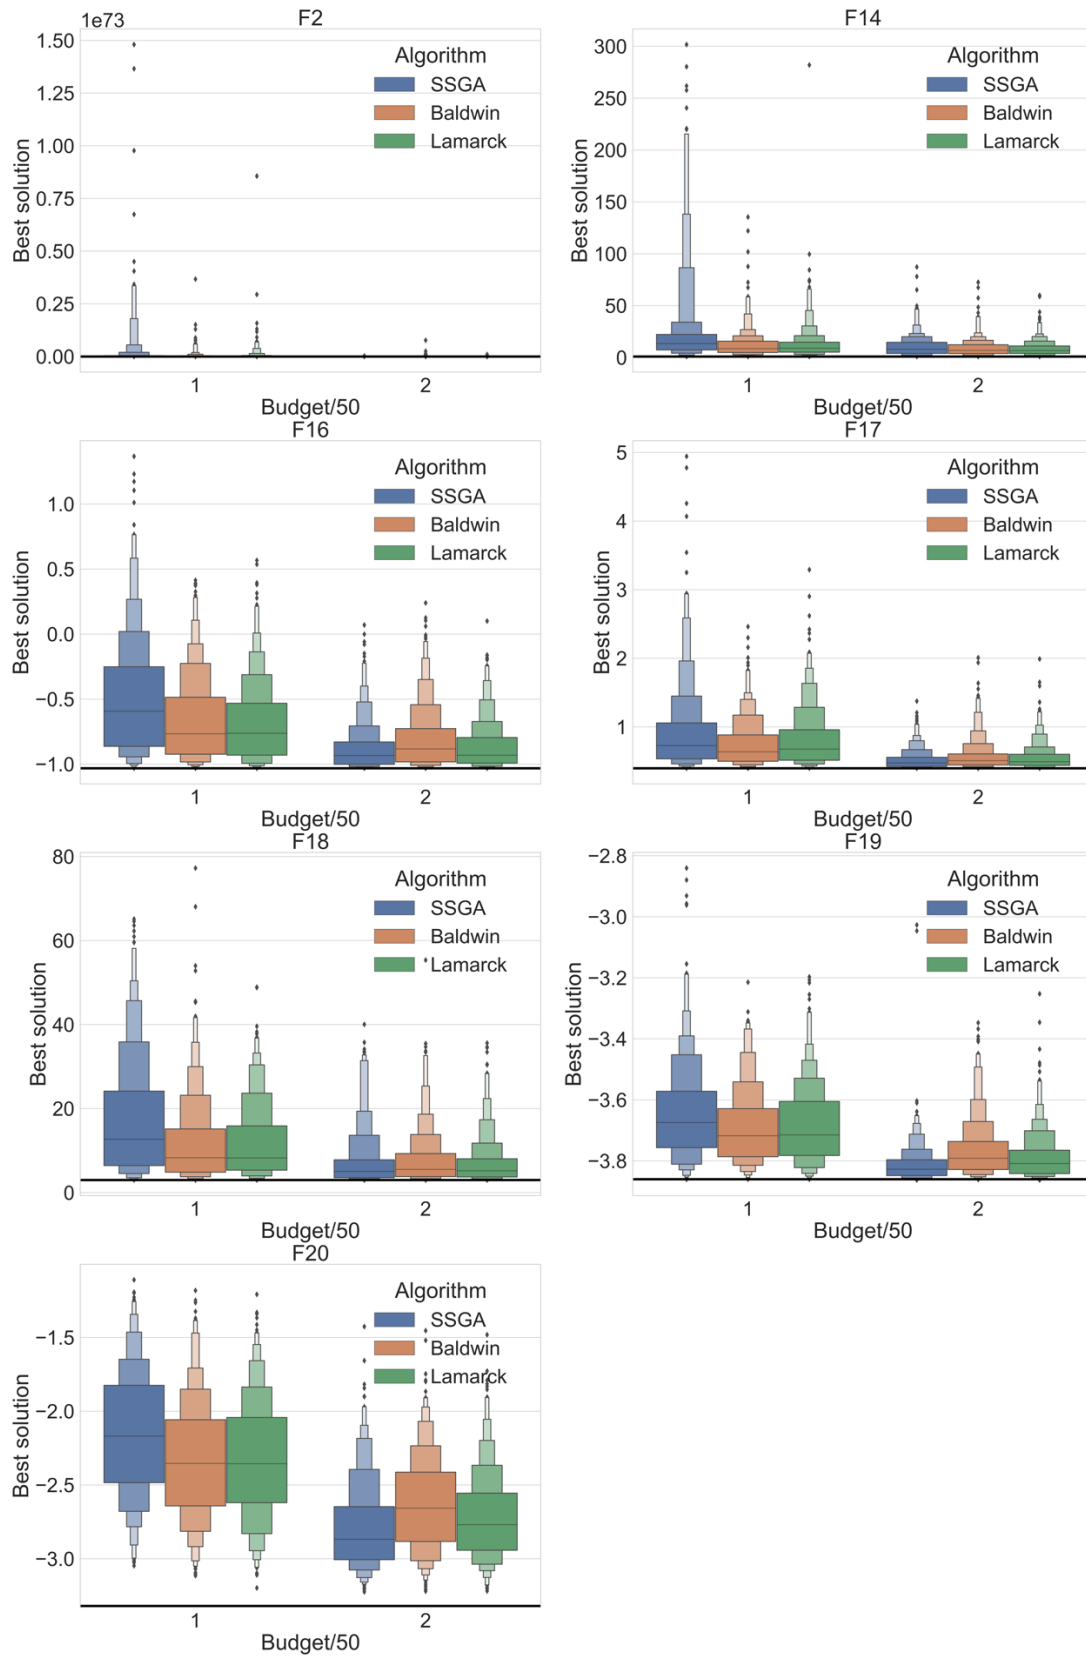 F2
1e73
1.50
1.25
1.00
0.75
0.50
0.25
0.00
Best solution
Algorithm
SSGA
Baldwin
Lamarck
1 2
Budget/50
F14
300
250
200
150
100
50
0
Best solution
Algorithm
SSGA
Baldwin
Lamarck
1 2
Budget/50
F16
1.0
0.5
0.0
−0.5
−1.0
Best solution
Algorithm
SSGA
Baldwin
Lamarck
1 2
Budget/50
F17
5
4
3
2
1
Best solution
Algorithm
SSGA
Baldwin
Lamarck
1 2
Budget/50
F18
80
60
40
20
0
Best solution
Algorithm
SSGA
Baldwin
Lamarck
1 2
Budget/50
F19
−2.8
−3.0
−3.2
−3.4
−3.6
−3.8
Best solution
Algorithm
SSGA
Baldwin
Lamarck
1 2
Budget/50
F20
−1.5
−2.0
−2.5
−3.0
Best solution
Algorithm
SSGA
Baldwin
Lamarck
1 2
Budget/50